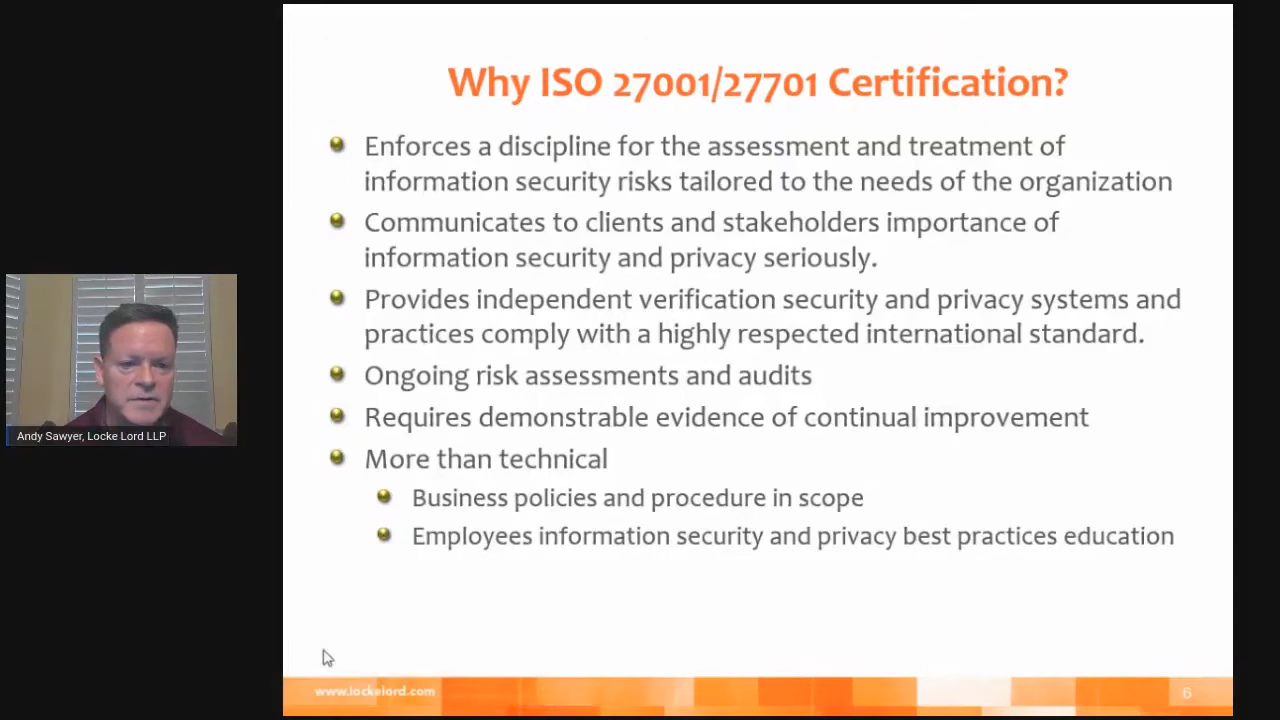 Why ISO 27001/27701 Certification?
Enforces a discipline for the assessment and treatment of
information security risks tailored to the needs of the organization
Communicates to clients and stakeholders importance of
information security and privacy seriously.
Provides independent verification security and privacy systems and
practices comply with a highly respected international standard.
Ongoing risk assessments and audits
Requires demonstrable evidence of continual improvement
More than technical
Business policies and procedure in scope
Employees information security and privacy best practices education
Andy Sawyer, Locke Lord LLP
www.lockelord.com
6